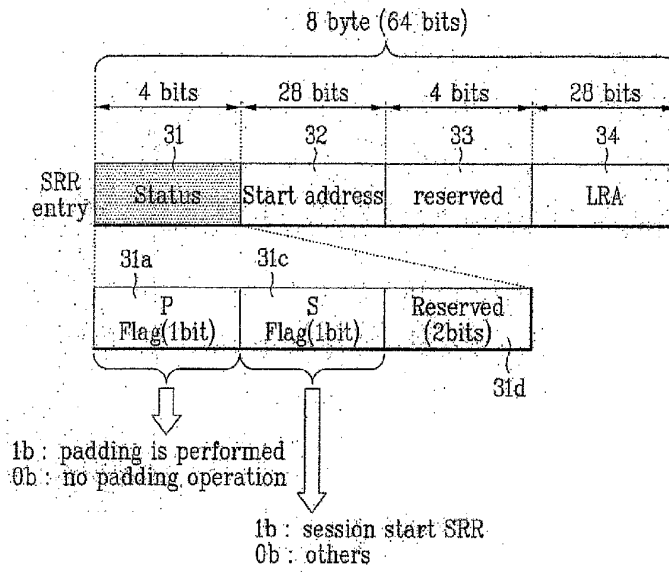 8 byte (64 bits)
4 bits 28 bits 4 bits 28 bits
31 32 33 34
SRR entry Status Start address reserved LRA
31a 31c
P Flag(1bit) S Flag(1bit) Reserved (2bits)
31d
1b : padding is performed
0b : no padding operation
1b : session start SRR
0b : others